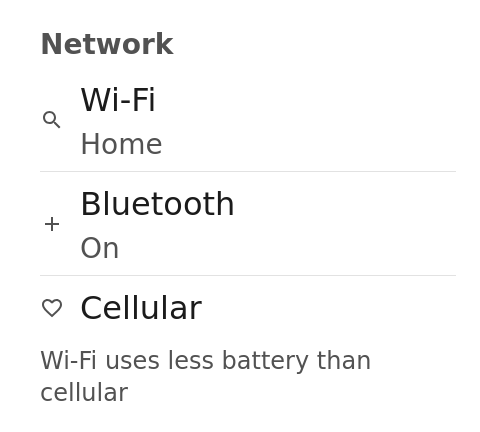 Network
Wi-Fi
Home
Bluetooth
On
Cellular
Wi-Fi uses less battery than
cellular